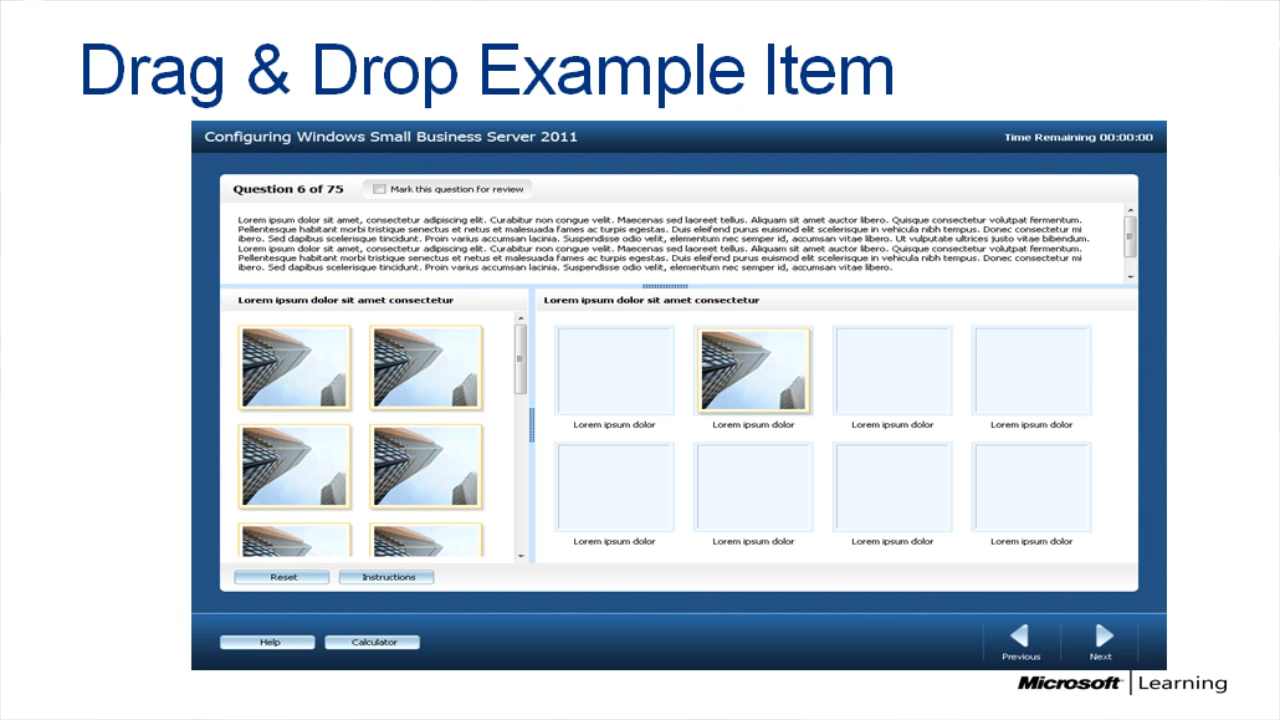 Drag & Drop Example Item
Configuring Windows Small Business Server 2011
Time Remaining 00:00:00
Question 6 of 75
Mark this question for review
Lorem ipsum dolor sit amet, consectetur adipiscing elit. Curabitur non congue velit. Maecenas sed laoreet tellus. Aliquam sit amet auctor libero. Quisque consectetur volutpat fermentum.
Pellentesque habitant morbi tristique senectus et netus et malesuada fames ac turpis egestas. Duis eleifend purus euismod elit scelerisque in vehicula nibh tempus. Donec consectetur mi
libero. Sed dapibus scelerisque tincidunt. Proin varius accumsan lacinia. Suspendisse odio velit, elementum nec semper id, accumsan vitae libero. Ut vulputate ultrices justo vitae bibendum.
Lorem ipsum dolor sit amet, consectetur adipiscing elit. Curabitur non congue velit. Maecenas sed laoreet tellus. Aliquam sit amet auctor libero. Quisque consectetur volutpat fermentum.
Pellentesque habitant morbi tristique senectus et netus et malesuada fames ac turpis egestas. Duis eleifend purus euismod elit scelerisque in vehicula nibh tempus. Donec consectetur mi
ibero. Sed dapibus scelerisque tincidunt. Proin varius accumsan lacinia. Suspendisse odio velit, elementum nec semper id, accumsan vitae libero.
Lorem ipsum dolor sit amet consectetur
Lorem ipsum dolor sit amet consectetur
Lorem ipsum dolor
Lorem ipsum dolor
Lorem ipsum dolor
Lorem ipsum dolor
Lorem ipsum dolor
Lorem ipsum dolor
Lorem ipsum dolor
Lorem ipsum dolor
Reset
Instructions
Help
Calculator
Previous
Next
Microsoft | Learning